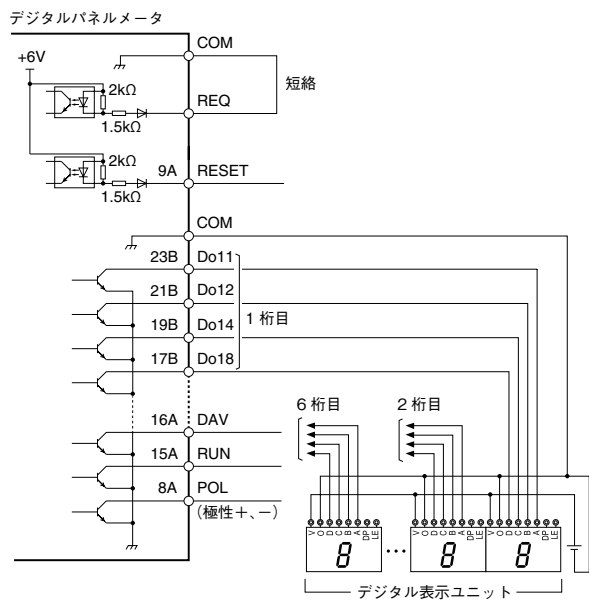 デジタルパネルメータ
COM
+6V
2kΩ
短絡
REQ
1.5kΩ
2kΩ
9A RESET
1.5kΩ
COM
23B Do11
21B Do12
1 桁目
19B Do14
17B Do18
6 桁目 2 桁目
16A DAV
15A RUN
8A POL
(極性+、−)
V O D C B A DP LE V O D C B A DP LE V O D C B A DP LE
8 … 8 8
デジタル表示ユニット